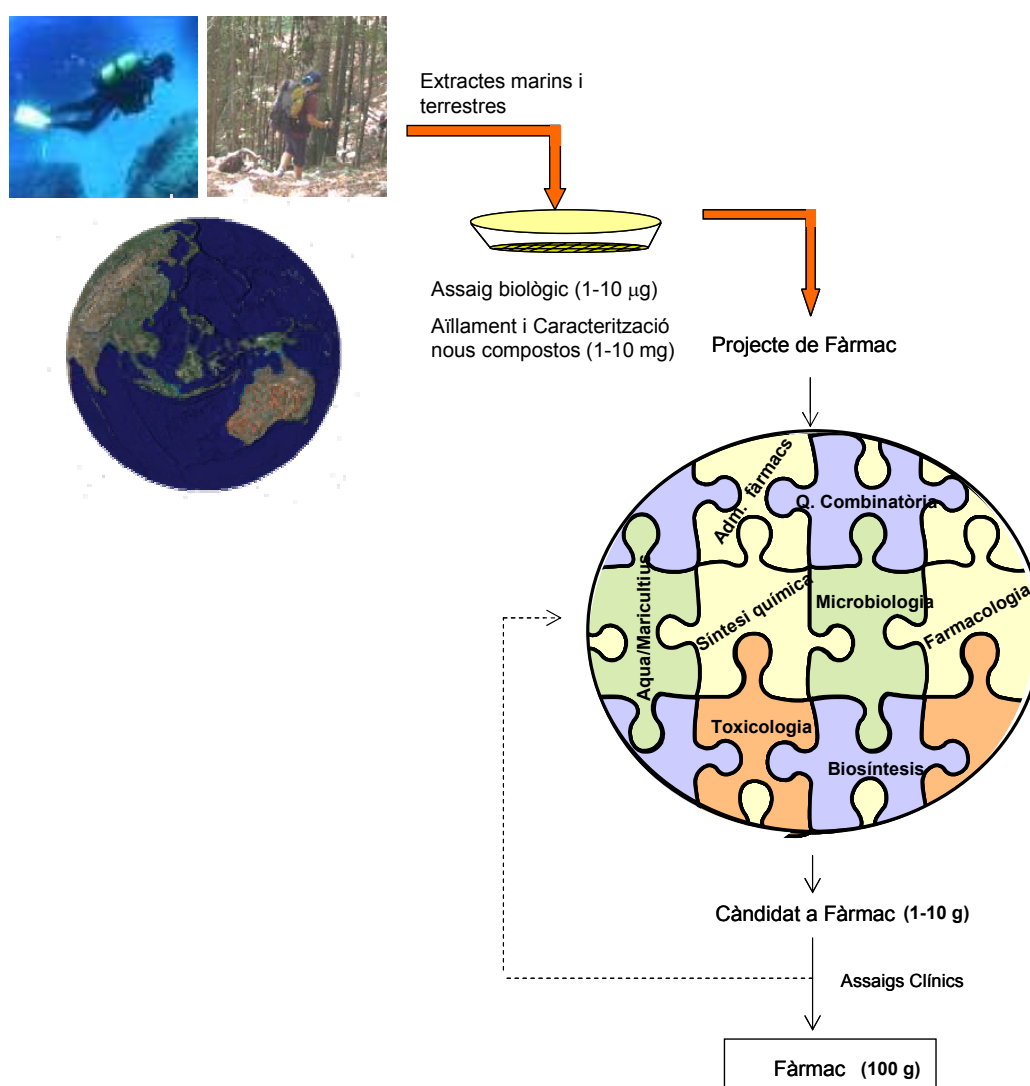 Extractes marins i
terrestres
Assaig biològic (1-10 μg)
Aïllament i Caracterització
nous compostos (1-10 mg)
Projecte de Fàrmac
Adm. fàrmacs
Q. Combinatòria
Aqua/Maricultius
Síntesi química
Microbiologia
Farmacologia
Toxicologia
Biosíntesis
Càndidat a Fàrmac (1-10 g)
Assaigs Clínics
Fàrmac (100 g)